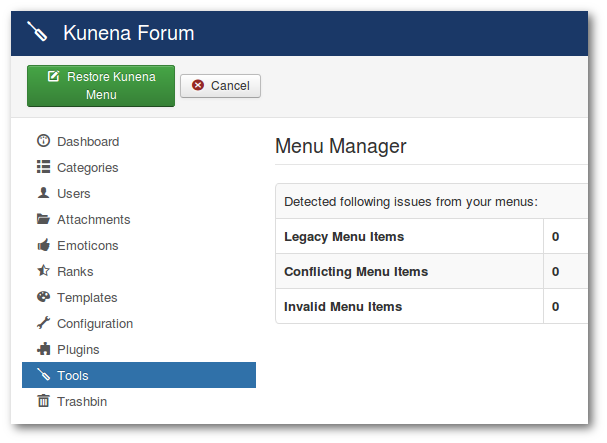 Kunena Forum
Restore Kunena
Menu
Cancel
Dashboard
Categories
Users
Attachments
Emoticons
Ranks
Templates
Configuration
Plugins
Tools
Trashbin
Menu Manager
Detected following issues from your menus:
Legacy Menu Items 0
Conflicting Menu Items 0
Invalid Menu Items 0